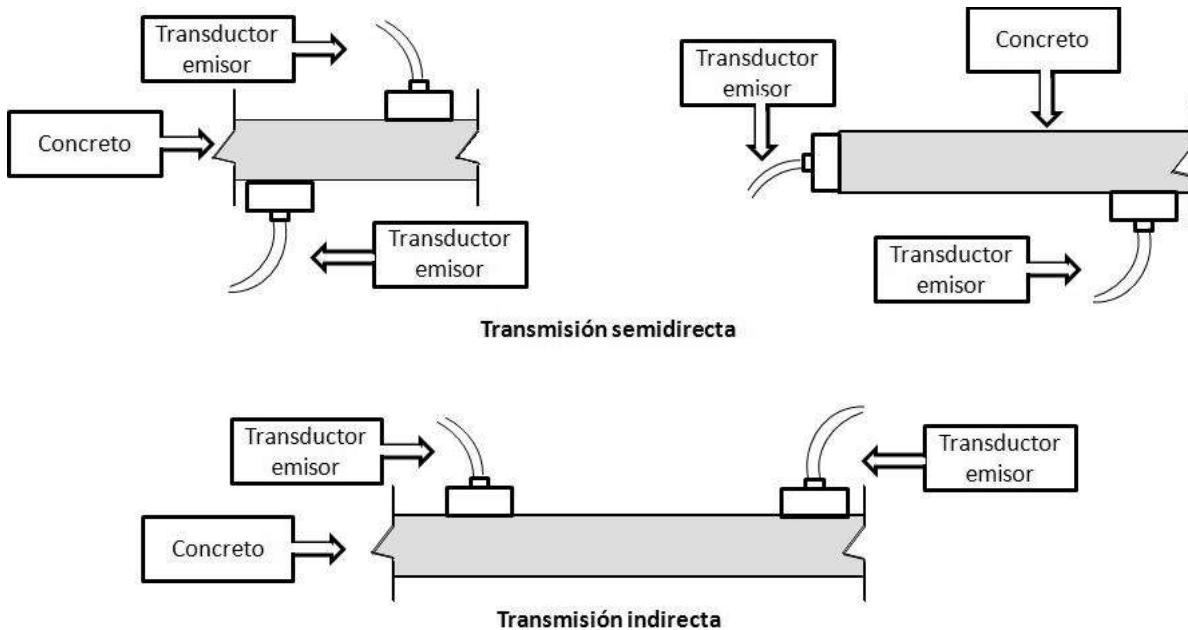 Transductor
emisor
Concreto
Transductor
emisor
Transductor
emisor
Concreto
Transductor
emisor
Transmisión semidirecta
Transductor
emisor
Transductor
emisor
Concreto
Transmisión indirecta